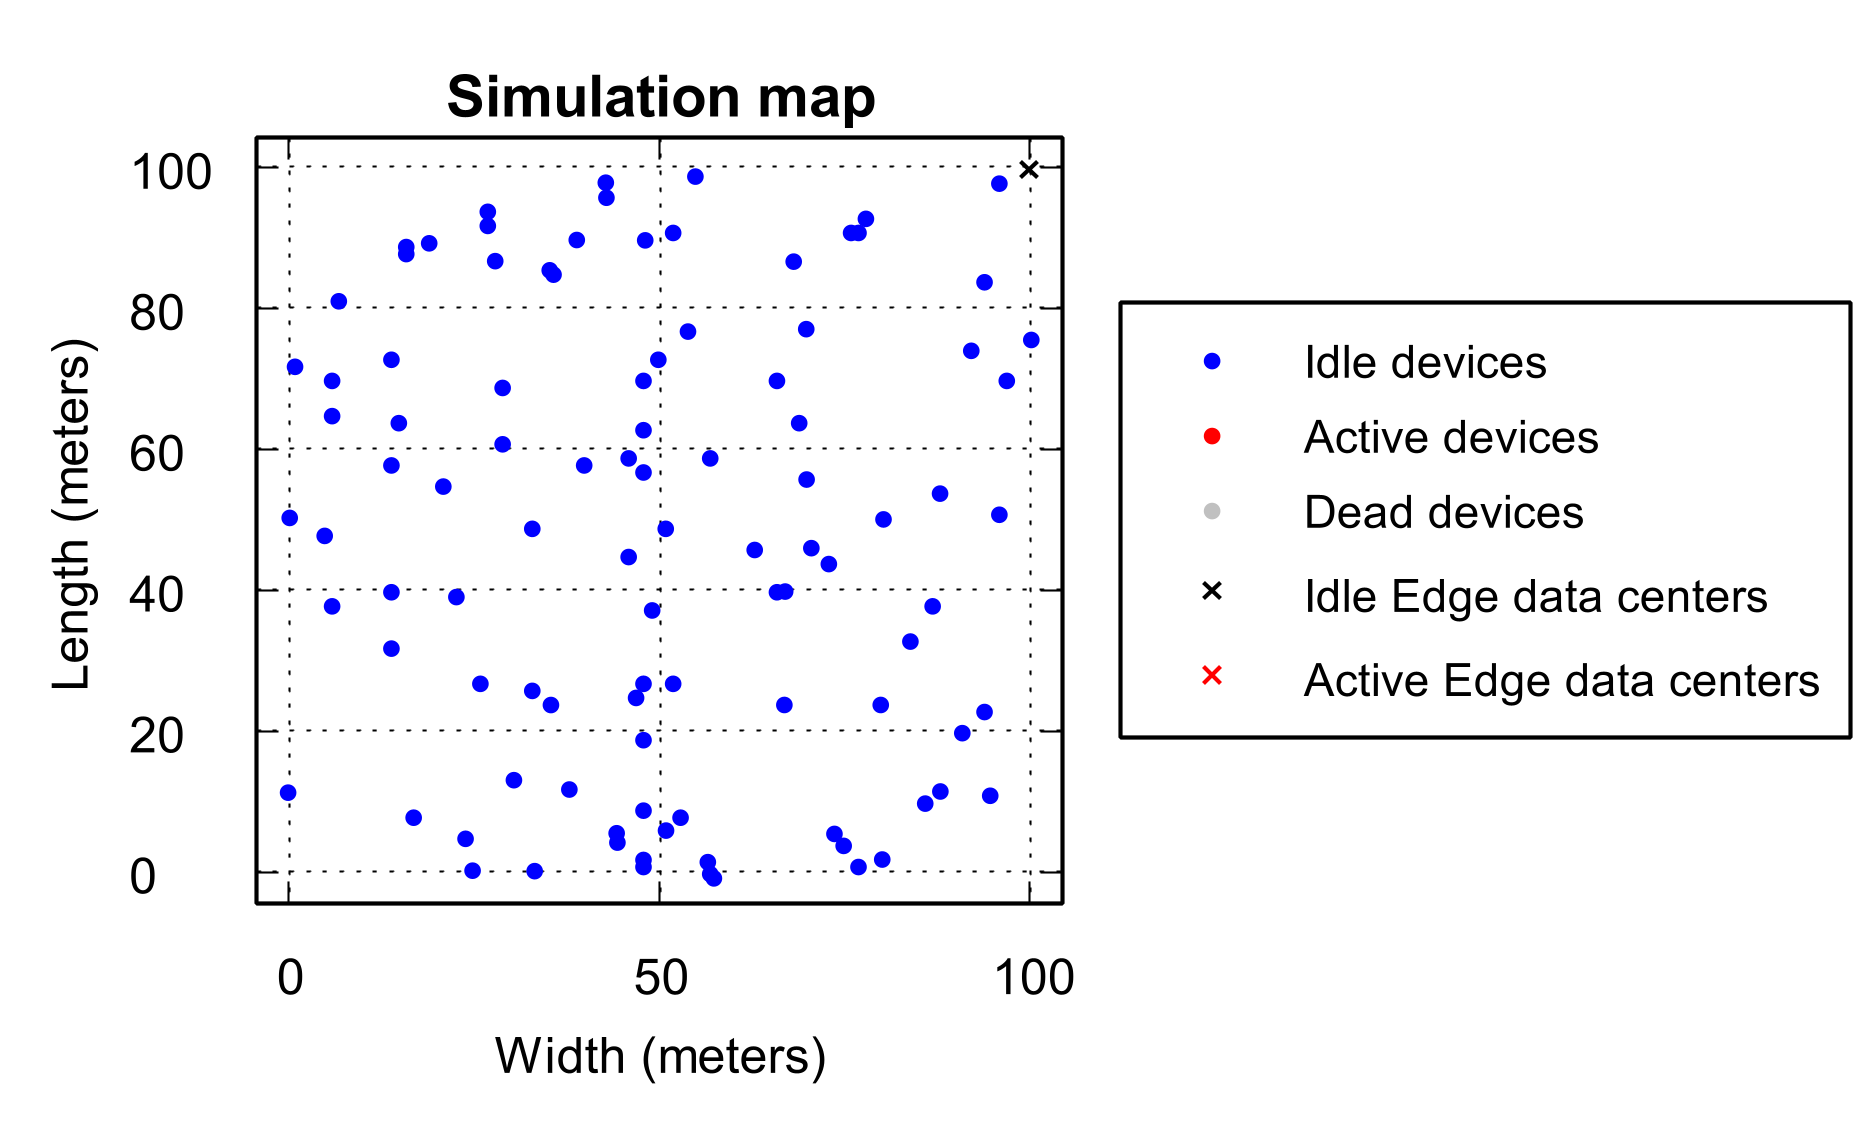 Simulation map
100
80
60
40
20
0
Length (meters)
0 50 100
Width (meters)
Idle devices
Active devices
Dead devices
Idle Edge data centers
Active Edge data centers